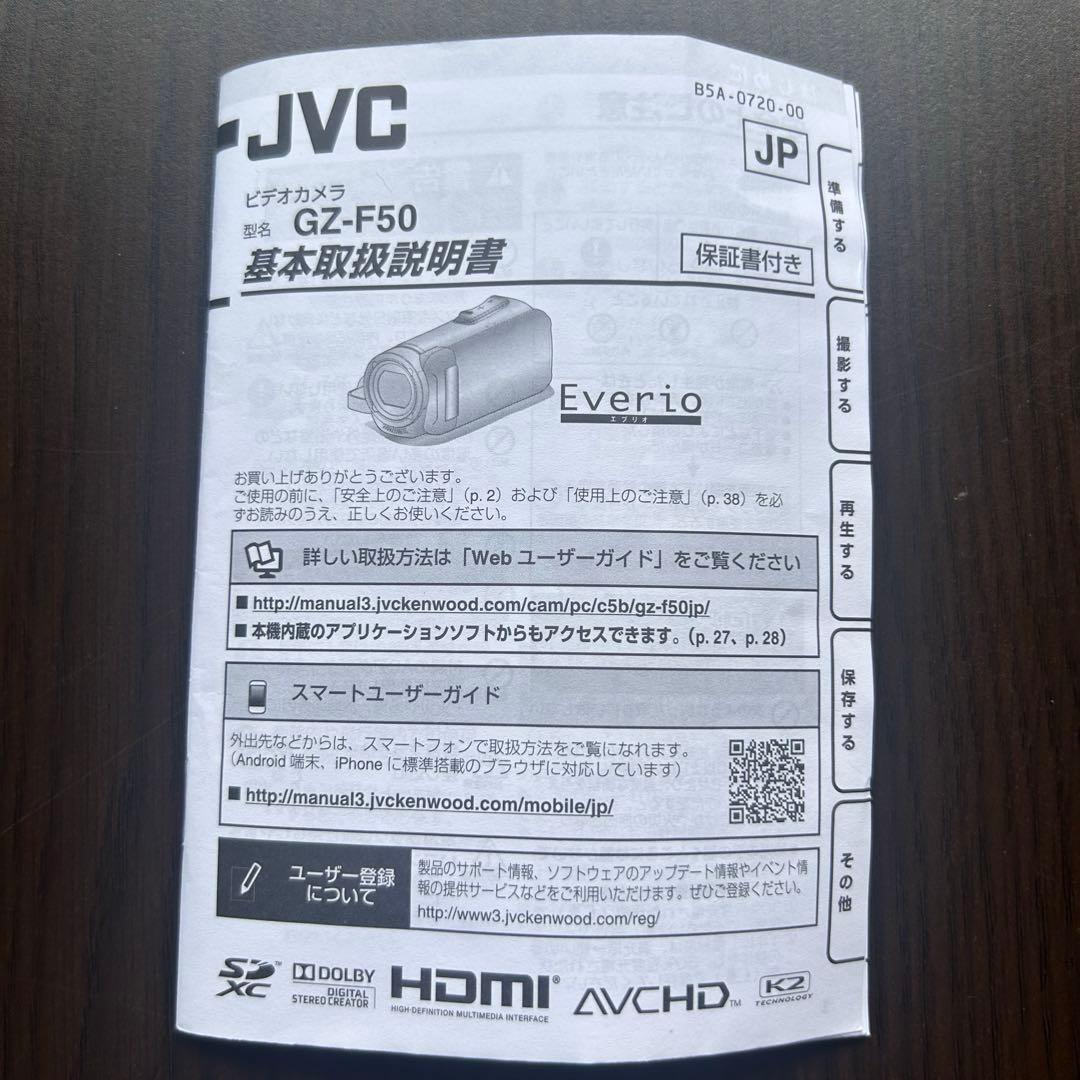 JVC
B5A-0720-00
JP
ビデオカメラ
型名 GZ-F50
基本取扱説明書
保証書付き
Everio
エブリオ
お買い上げありがとうございます。
ご使用の前に、「安全上のご注意」(p. 2) および「使用上のご注意」(p. 38) を必
ずお読みのうえ、正しくお使いください。
詳しい取扱方法は「Web ユーザーガイド」をご覧ください
■ http://manual3.jvckenwood.com/cam/pc/c5b/gz-f50jp/
■ 本機内蔵のアプリケーションソフトからもアクセスできます。(p. 27、p. 28)
スマートユーザーガイド
外出先などからは、スマートフォンで取扱方法をご覧になれます。
(Android 端末、iPhone に標準搭載のブラウザに対応しています)
■ http://manual3.jvckenwood.com/mobile/jp/
ユーザー登録
について
製品のサポート情報、ソフトウェアのアップデート情報やイベント情
報の提供サービスなどをご利用いただけます。ぜひご登録ください。
http://www3.jvckenwood.com/reg/
準備する
撮影する
再生する
保存する
その他
SD XC ™
DOLBY
DIGITAL
STEREO CREATOR
HDMI®
HIGH-DEFINITION MULTIMEDIA INTERFACE
AVCHD™
K2
TECHNOLOGY